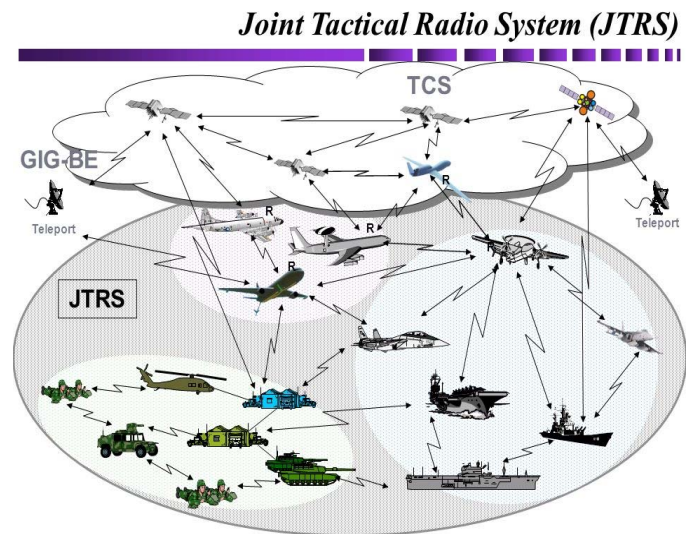 Joint Tactical Radio System (JTRS)
TCS
GIG-BE
R
R
R
R
Teleport
Teleport
JTRS